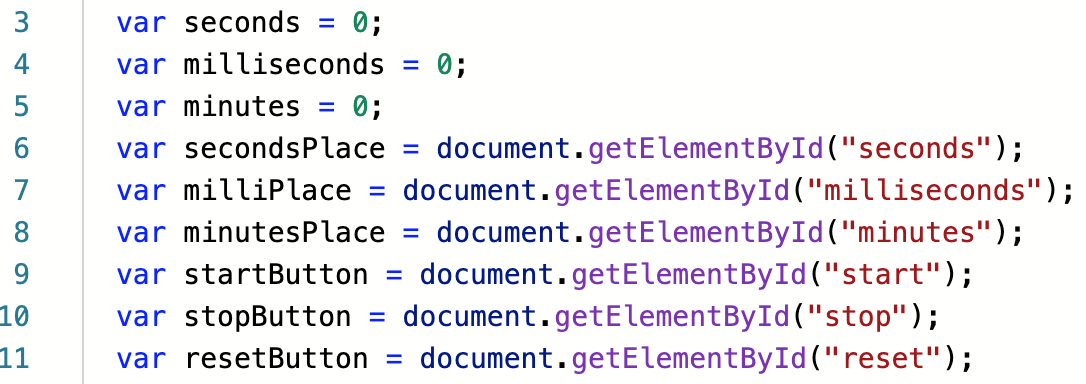 3 var seconds = 0;
4 var milliseconds = 0;
5 var minutes = 0;
6 var secondsPlace = document.getElementById("seconds");
7 var milliPlace = document.getElementById("milliseconds");
8 var minutesPlace = document.getElementById("minutes");
9 var startButton = document.getElementById("start");
10 var stopButton = document.getElementById("stop");
11 var resetButton = document.getElementById("reset");